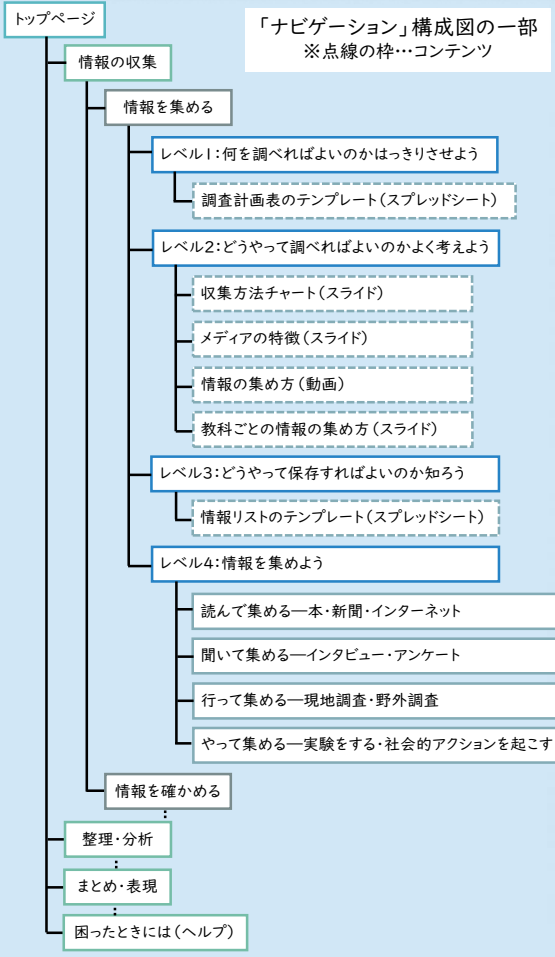 トップページ
「ナビゲーション」構成図の一部
※点線の枠…コンテンツ
情報の収集
情報を集める
レベル1:何を調べればよいのかはっきりさせよう
調査計画表のテンプレート(スプレッドシート)
レベル2:どうやって調べればよいのかよく考えよう
収集方法チャート(スライド)
メディアの特徴(スライド)
情報の集め方(動画)
教科ごとの情報の集め方(スライド)
レベル3:どうやって保存すればよいのか知ろう
情報リストのテンプレート(スプレッドシート)
レベル4:情報を集めよう
読んで集める―本・新聞・インターネット
聞いて集める―インタビュー・アンケート
行って集める―現地調査・野外調査
やって集める―実験をする・社会的アクションを起こす
情報を確かめる
整理・分析
まとめ・表現
困ったときには(ヘルプ)